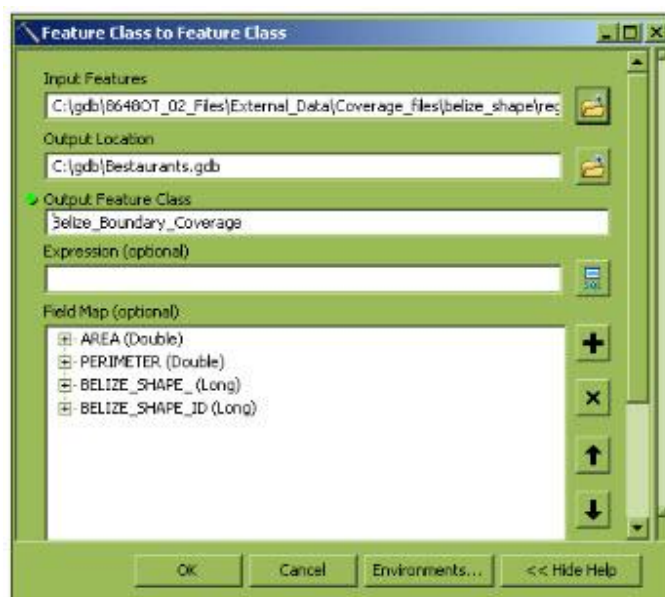 Feature Class to Feature Class
Input Features
C:\gdb\8648OT_02_Files\External_Data\Coverage_files\belize_shape\reg
Output Location
C:\gdb\Bestaurants.gdb
Output Feature Class
Belize_Boundary_Coverage
Expression (optional)
SQL
Field Map (optional)
AREA (Double)
PERIMETER (Double)
BELIZE_SHAPE_ (Long)
BELIZE_SHAPE_ID (Long)
OK
Cancel
Environments...
<< Hide Help